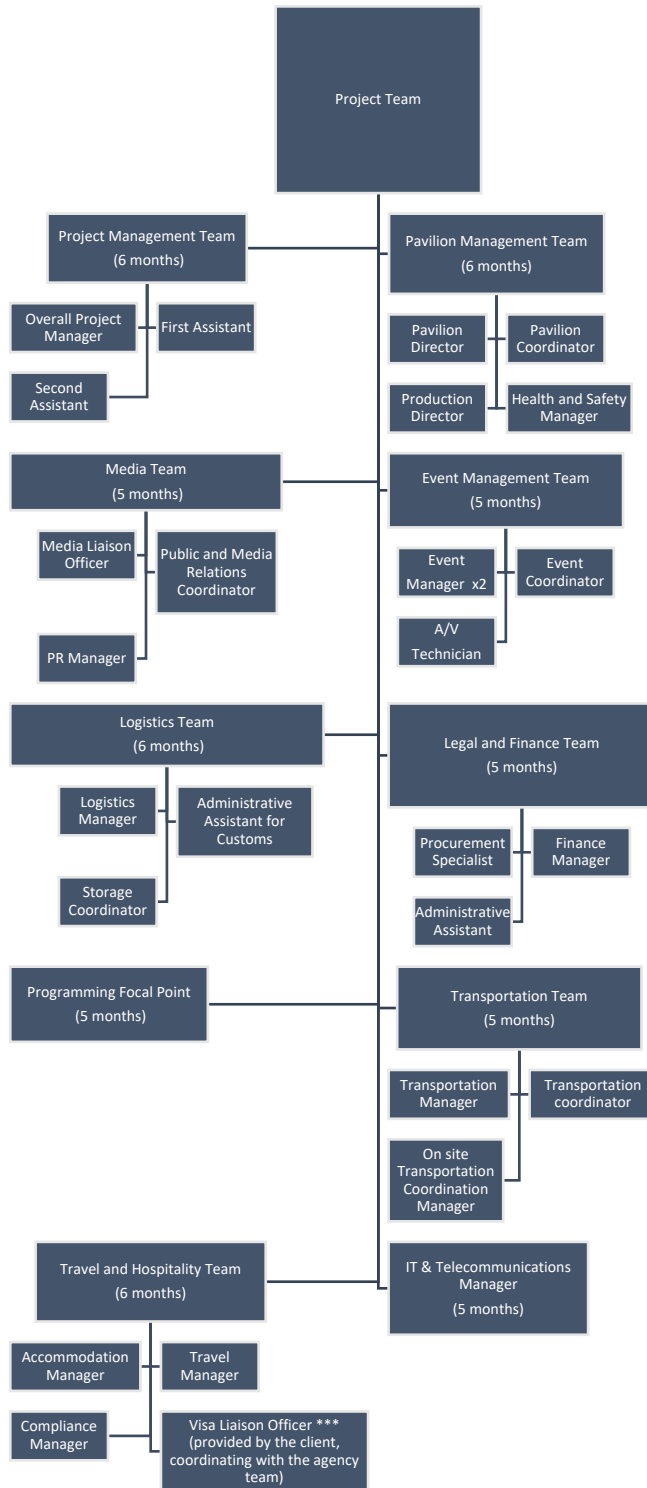 Project Team
Project Management Team
(6 months)
Pavilion Management Team
(6 months)
Overall Project
Manager
First Assistant
Second
Assistant
Pavilion
Director
Pavilion
Coordinator
Production
Director
Health and Safety
Manager
Media Team
(5 months)
Event Management Team
(5 months)
Media Liaison
Officer
Public and Media
Relations
Coordinator
PR Manager
Event
Manager x2
Event
Coordinator
A/V
Technician
Logistics Team
(6 months)
Legal and Finance Team
(5 months)
Logistics
Manager
Administrative
Assistant for
Customs
Storage
Coordinator
Procurement
Specialist
Finance
Manager
Administrative
Assistant
Programming Focal Point
(5 months)
Transportation Team
(5 months)
Transportation
Manager
Transportation
coordinator
On site
Transportation
Coordination
Manager
Travel and Hospitality Team
(6 months)
IT & Telecommunications
Manager
(5 months)
Accommodation
Manager
Travel
Manager
Compliance
Manager
Visa Liaison Officer ***
(provided by the client,
coordinating with the agency
team)